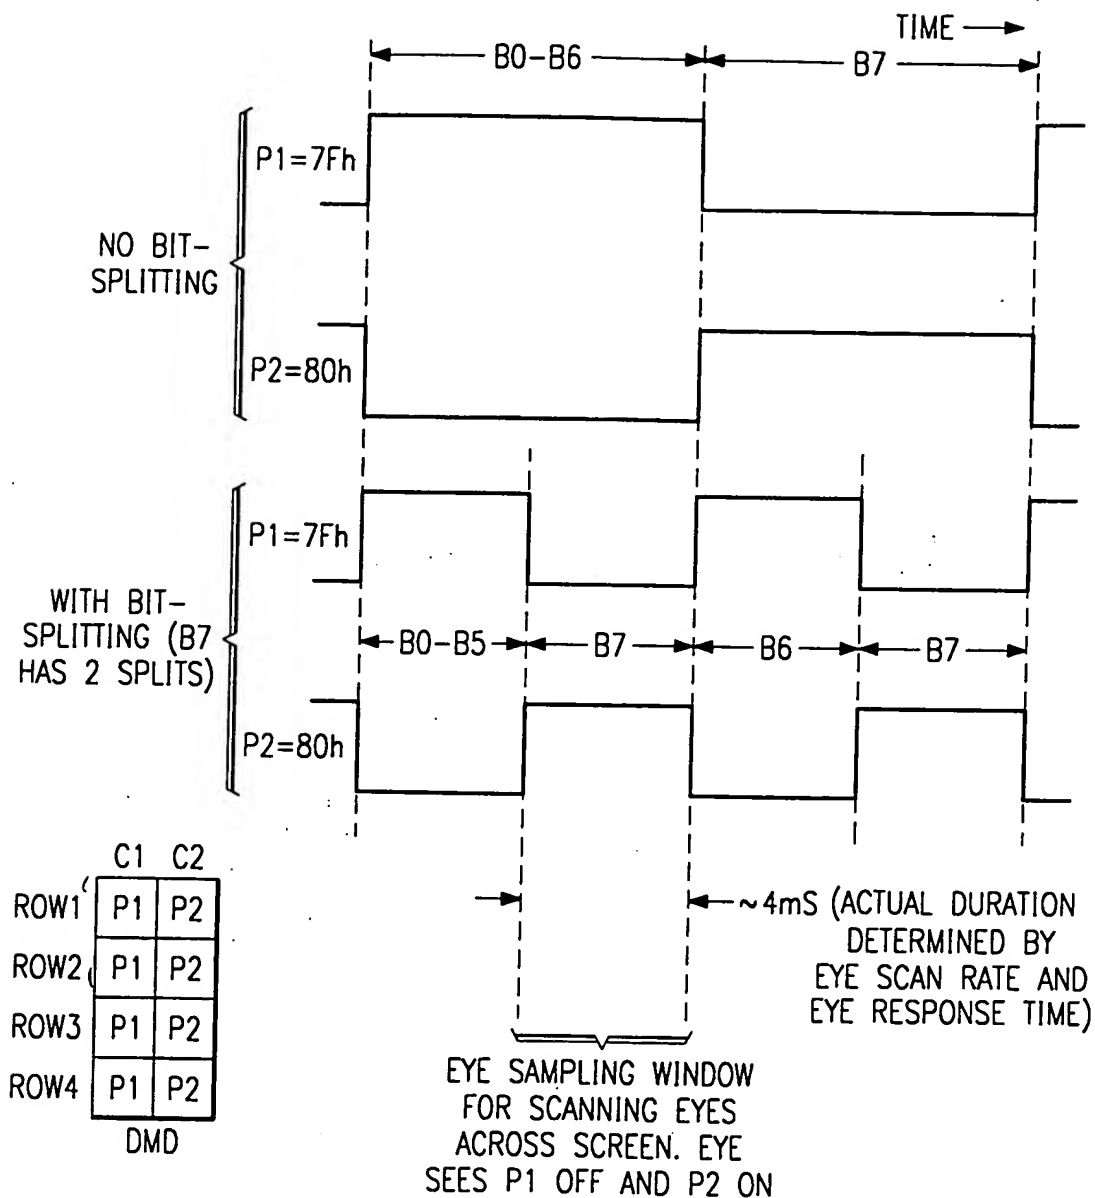 TIME
B0-B6
B7
P1=7Fh
NO BIT-
SPLITTING
P2=80h
P1=7Fh
WITH BIT-
SPLITTING (B7
HAS 2 SPLITS)
B0-B5
B7
B6
B7
P2=80h
C1 C2
ROW1 P1 P2
ROW2 P1 P2
ROW3 P1 P2
ROW4 P1 P2
DMD
~4mS (ACTUAL DURATION
DETERMINED BY
EYE SCAN RATE AND
EYE RESPONSE TIME)
EYE SAMPLING WINDOW
FOR SCANNING EYES
ACROSS SCREEN. EYE
SEES P1 OFF AND P2 ON